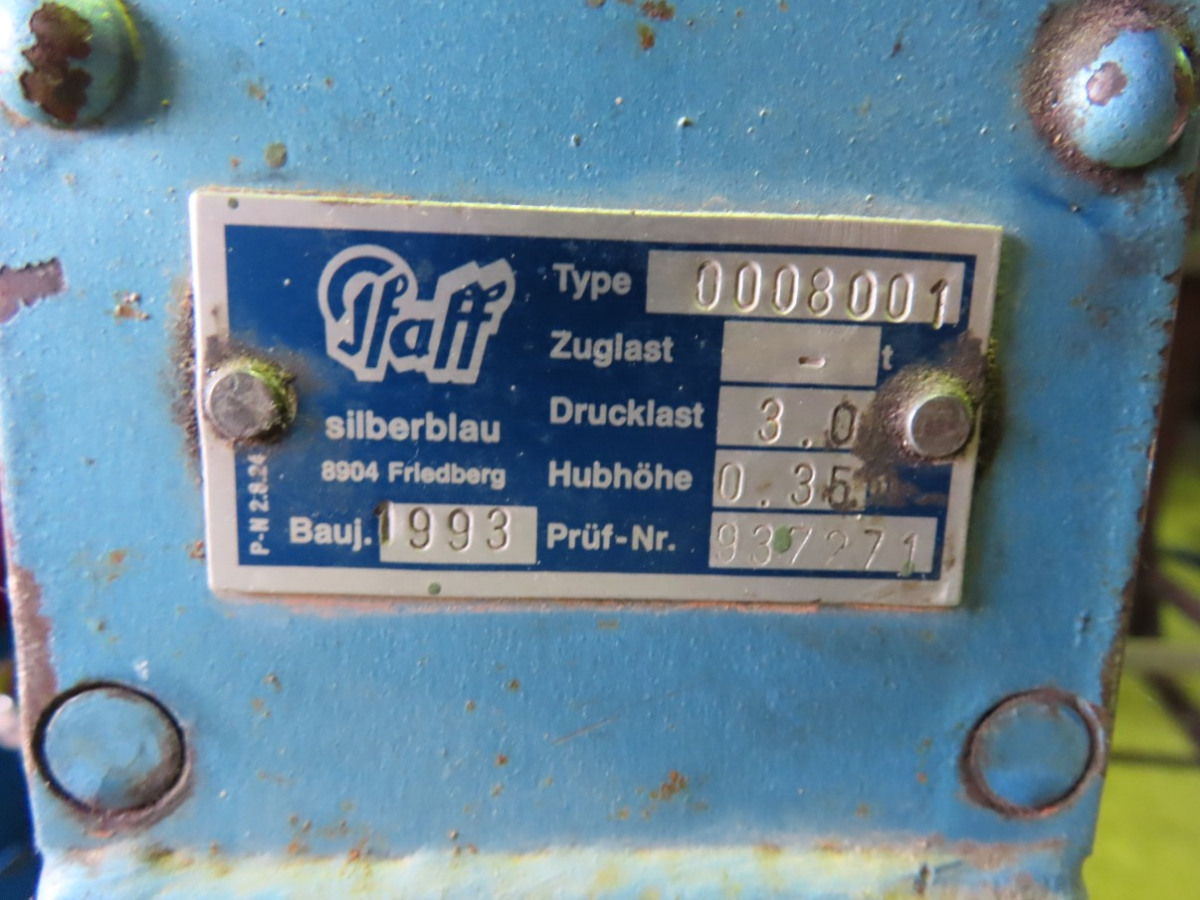 Pfaff
silberblau
8904 Friedberg
Bauj. 1993
Type 0008001
Zuglast - t
Drucklast 3.0
Hubhöhe 0.35
Prüf-Nr. 937271
P-N 2.8.24